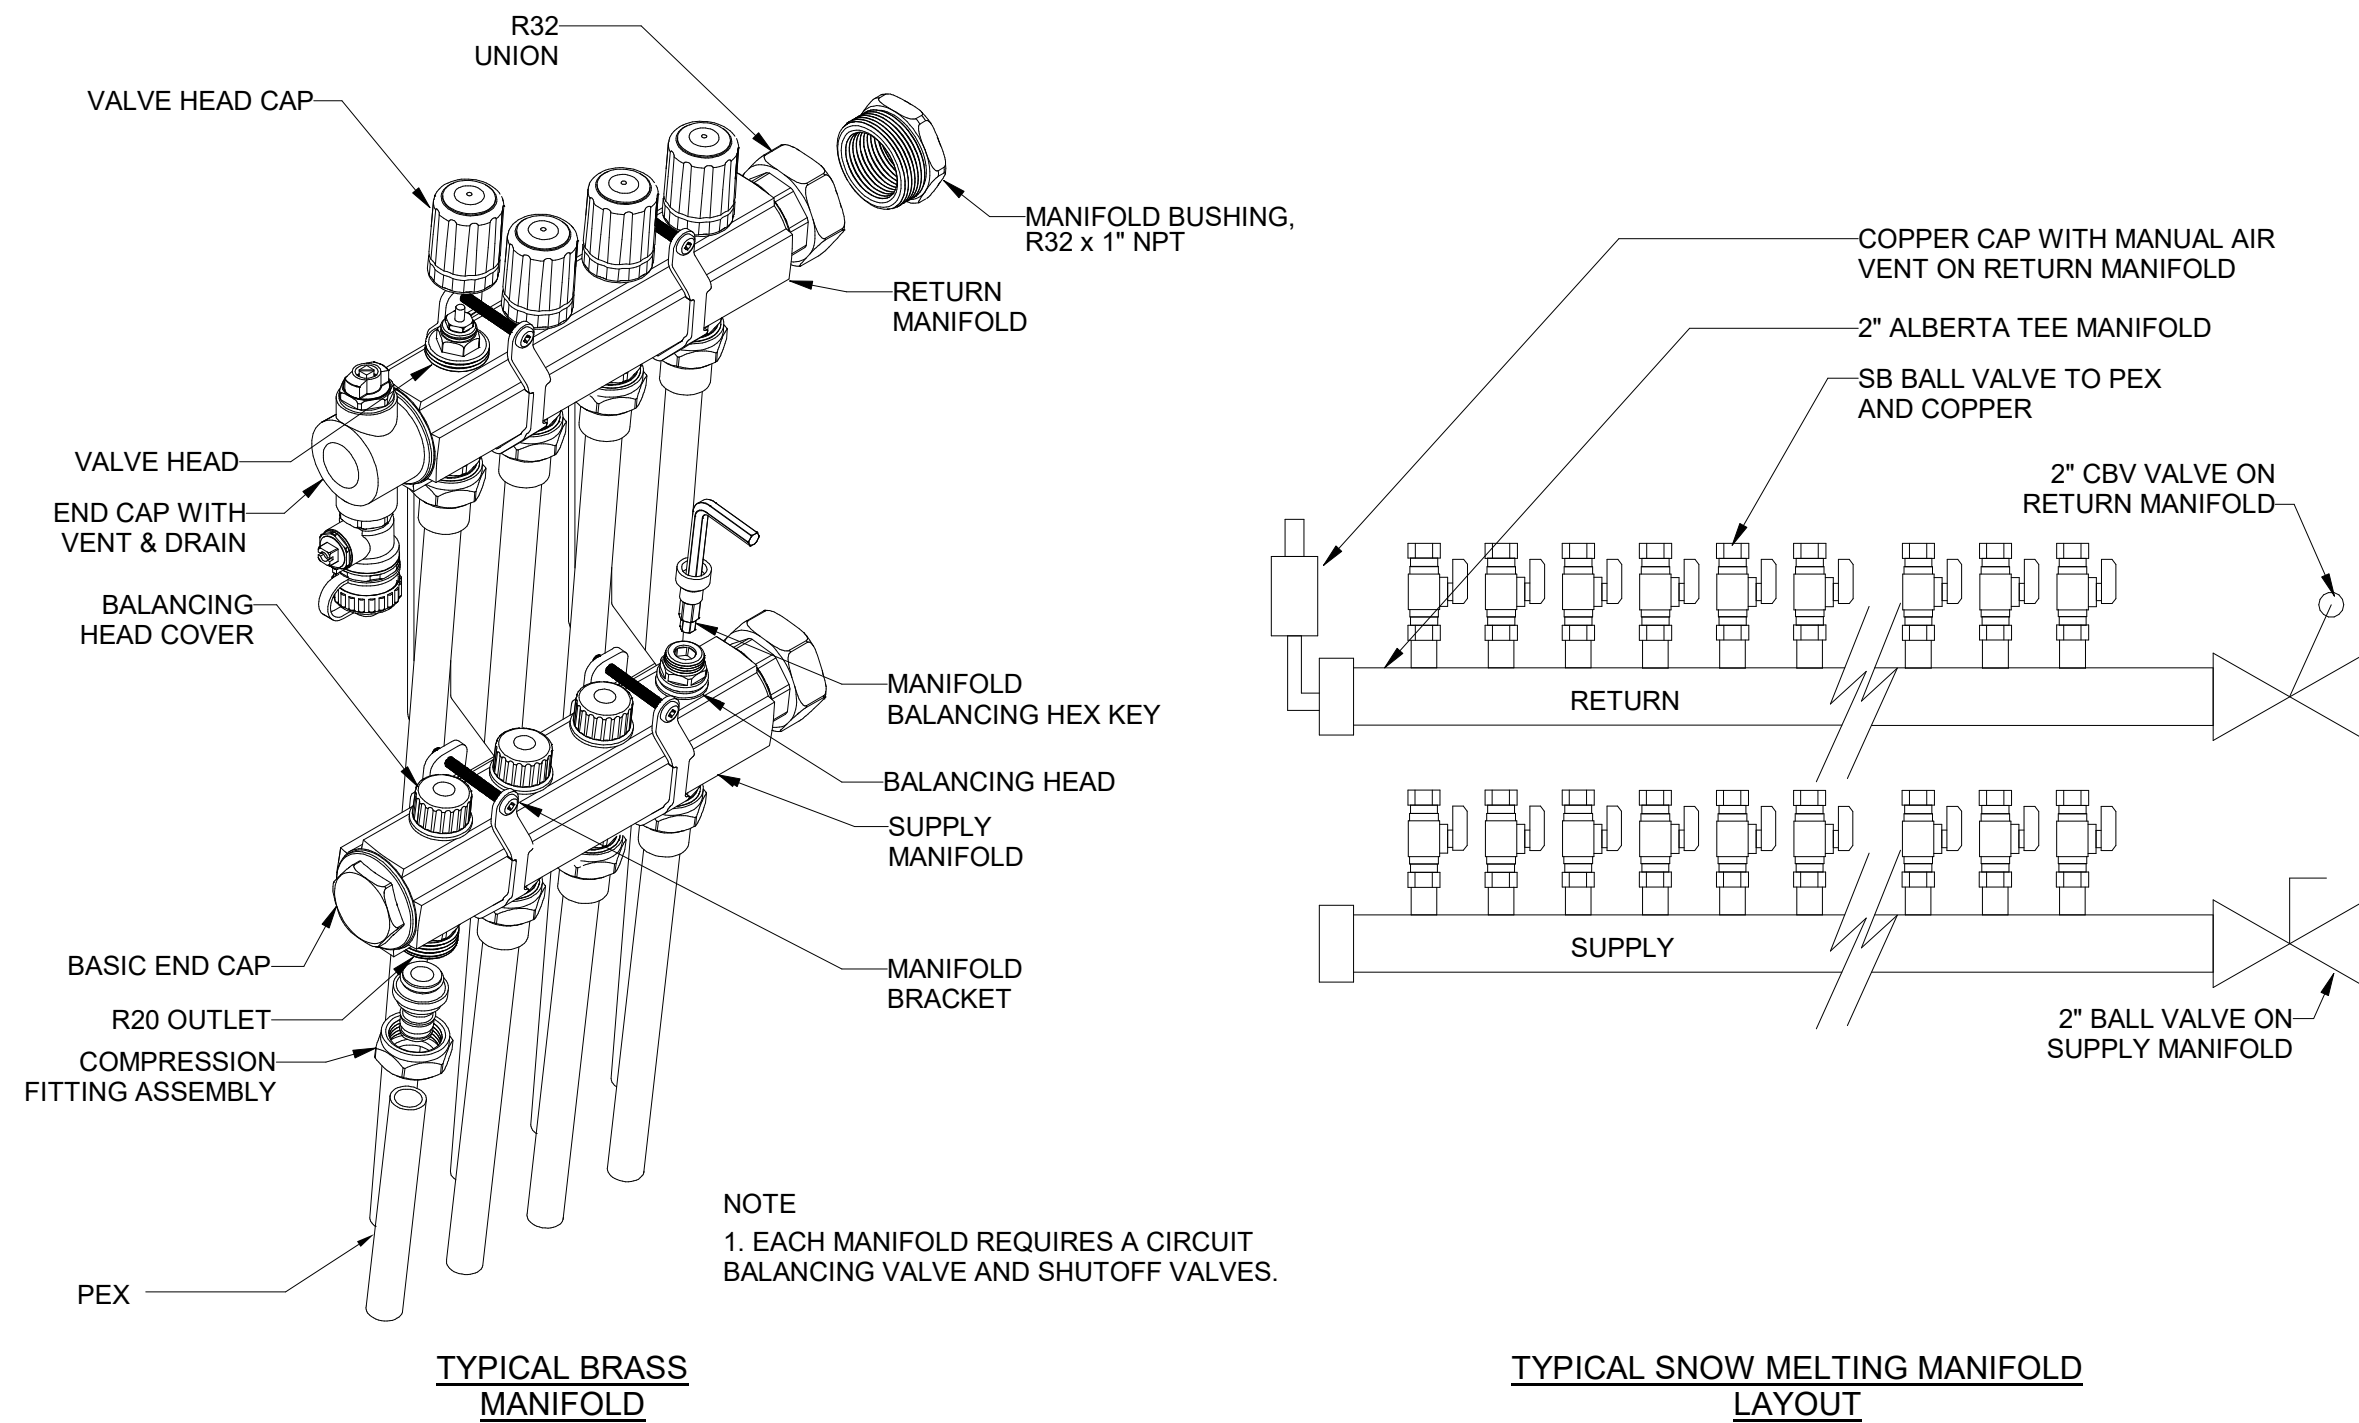 R32
UNION
VALVE HEAD CAP
MANIFOLD BUSHING,
R32 x 1" NPT
RETURN
MANIFOLD
VALVE HEAD
END CAP WITH
VENT & DRAIN
BALANCING
HEAD COVER
MANIFOLD
BALANCING HEX KEY
BALANCING HEAD
SUPPLY
MANIFOLD
BASIC END CAP
MANIFOLD
BRACKET
R20 OUTLET
COMPRESSION
FITTING ASSEMBLY
PEX
NOTE
1. EACH MANIFOLD REQUIRES A CIRCUIT
BALANCING VALVE AND SHUTOFF VALVES.
TYPICAL BRASS
MANIFOLD
COPPER CAP WITH MANUAL AIR
VENT ON RETURN MANIFOLD
2" ALBERTA TEE MANIFOLD
SB BALL VALVE TO PEX
AND COPPER
2" CBV VALVE ON
RETURN MANIFOLD
RETURN
SUPPLY
2" BALL VALVE ON
SUPPLY MANIFOLD
TYPICAL SNOW MELTING MANIFOLD
LAYOUT